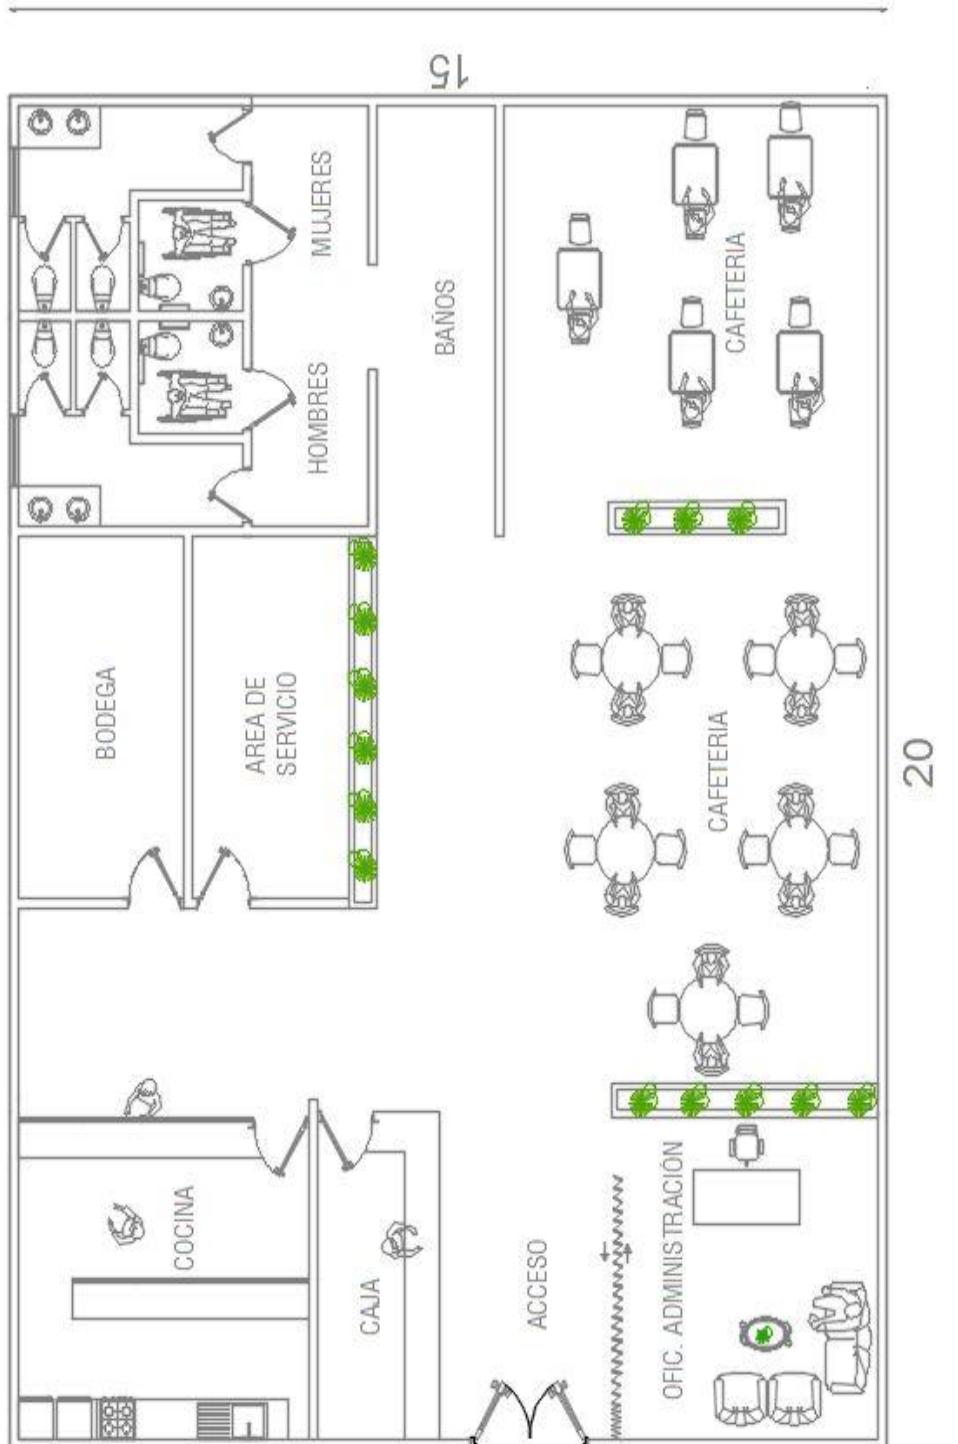 15
MUJERES
HOMBRES
BAÑOS
CAFETERIA
BODEGA
AREA DE
SERVICIO
CAFETERIA
20
COCINA
CAJA
ACCESO
OFIC. ADMINISTRACIÓN